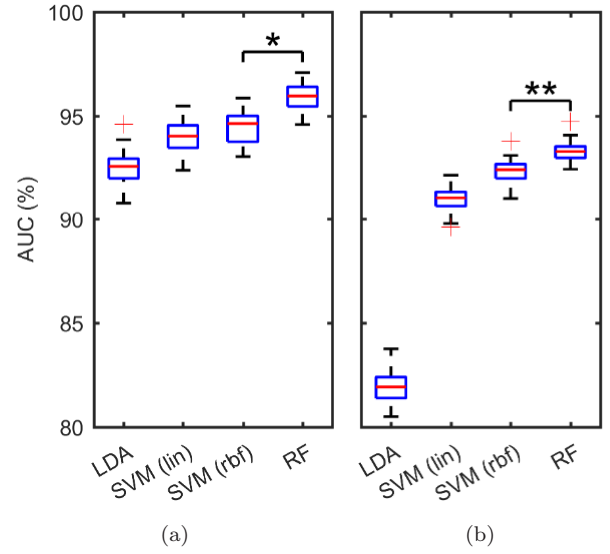 100
95
90
85
80
AUC (%)
*
**
LDA
SVM (lin)
SVM (rbf)
RF
LDA
SVM (lin)
SVM (rbf)
RF
(a)
(b)